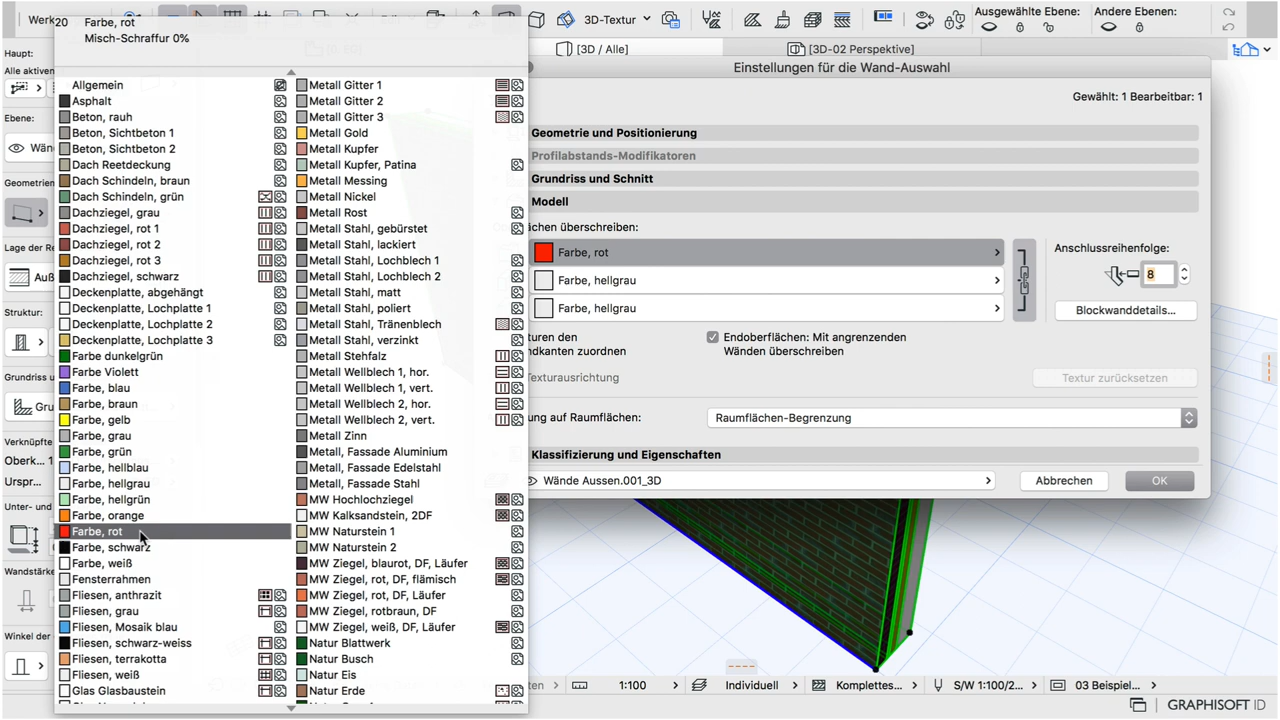 Werk
20 Farbe, rot
Misch-Schraffur 0%
3D-Textur
Ausgewählte Ebene:
Andere Ebenen:
[3D / Alle]
[3D-02 Perspektive]
Haupt:
Alle aktiven
Ebene:
Wän
Geometrien
Lage der Re
Auß
Struktur:
Grundriss u
Gru
Verknüpfte
Oberk... 1
Urspr...
Unter- und
Wandstärke
Winkel der
Allgemein
Asphalt
Beton, rauh
Beton, Sichtbeton 1
Beton, Sichtbeton 2
Dach Reetdeckung
Dach Schindeln, braun
Dach Schindeln, grün
Dachziegel, grau
Dachziegel, rot 1
Dachziegel, rot 2
Dachziegel, rot 3
Dachziegel, schwarz
Deckenplatte, abgehängt
Deckenplatte, Lochplatte 1
Deckenplatte, Lochplatte 2
Deckenplatte, Lochplatte 3
Farbe dunkelgrün
Farbe Violett
Farbe, blau
Farbe, braun
Farbe, gelb
Farbe, grau
Farbe, grün
Farbe, hellblau
Farbe, hellgrau
Farbe, hellgrün
Farbe, orange
Farbe, rot
Farbe, schwarz
Farbe, weiß
Fensterrahmen
Fliesen, anthrazit
Fliesen, grau
Fliesen, Mosaik blau
Fliesen, schwarz-weiss
Fliesen, terrakotta
Fliesen, weiß
Glas Glasbaustein
Metall Gitter 1
Metall Gitter 2
Metall Gitter 3
Metall Gold
Metall Kupfer
Metall Kupfer, Patina
Metall Messing
Metall Nickel
Metall Rost
Metall Stahl, gebürstet
Metall Stahl, lackiert
Metall Stahl, Lochblech 1
Metall Stahl, Lochblech 2
Metall Stahl, matt
Metall Stahl, poliert
Metall Stahl, Tränenblech
Metall Stahl, verzinkt
Metall Stehfalz
Metall Wellblech 1, hor.
Metall Wellblech 1, vert.
Metall Wellblech 2, hor.
Metall Wellblech 2, vert.
Metall Zinn
Metall, Fassade Aluminium
Metall, Fassade Edelstahl
Metall, Fassade Stahl
MW Hochlochziegel
MW Kalksandstein, 2DF
MW Naturstein 1
MW Naturstein 2
MW Ziegel, blaurot, DF, Läufer
MW Ziegel, rot, DF, flämisch
MW Ziegel, rot, DF, Läufer
MW Ziegel, rotbraun, DF
MW Ziegel, weiß, DF, Läufer
Natur Blattwerk
Natur Busch
Natur Eis
Natur Erde
Einstellungen für die Wand-Auswahl
Gewählt: 1 Bearbeitbar: 1
Geometrie und Positionierung
Profilabstands-Modifikatoren
Grundriss und Schnitt
Modell
chen überschreiben:
Farbe, rot
Farbe, hellgrau
Farbe, hellgrau
Anschlussreihenfolge:
8
Blockwanddetails...
turen den
ndkanten zuordnen
Endoberflächen: Mit angrenzenden
Wänden überschreiben
Texturausrichtung
Textur zurücksetzen
ung auf Raumflächen:
Raumflächen-Begrenzung
Klassifizierung und Eigenschaften
Wände Aussen.001_3D
Abbrechen
OK
1:100
Individuell
Komplettes...
S/W 1:100/2...
03 Beispiel...
GRAPHISOFT ID